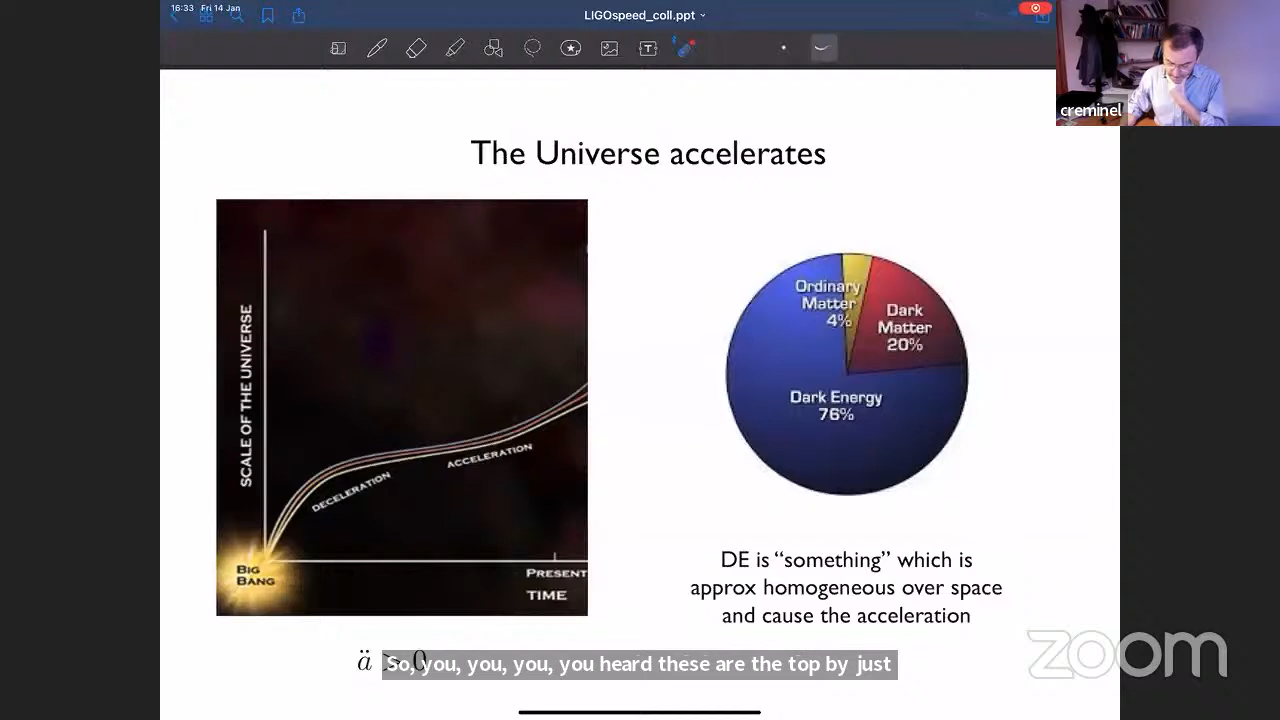 16:33 Fri 14 Jan
LIGOspeed_coll.ppt
creminel
The Universe accelerates
SCALE OF THE UNIVERSE
DECELERATION
ACCELERATION
BIG
BANG
PRESENT
TIME
Ordinary
Matter
4%
Dark
Matter
20%
Dark Energy
76%
DE is “something” which is
approx homogeneous over space
and cause the acceleration
ä > 0
So, you, you, you, you heard these are the top by just
zoom